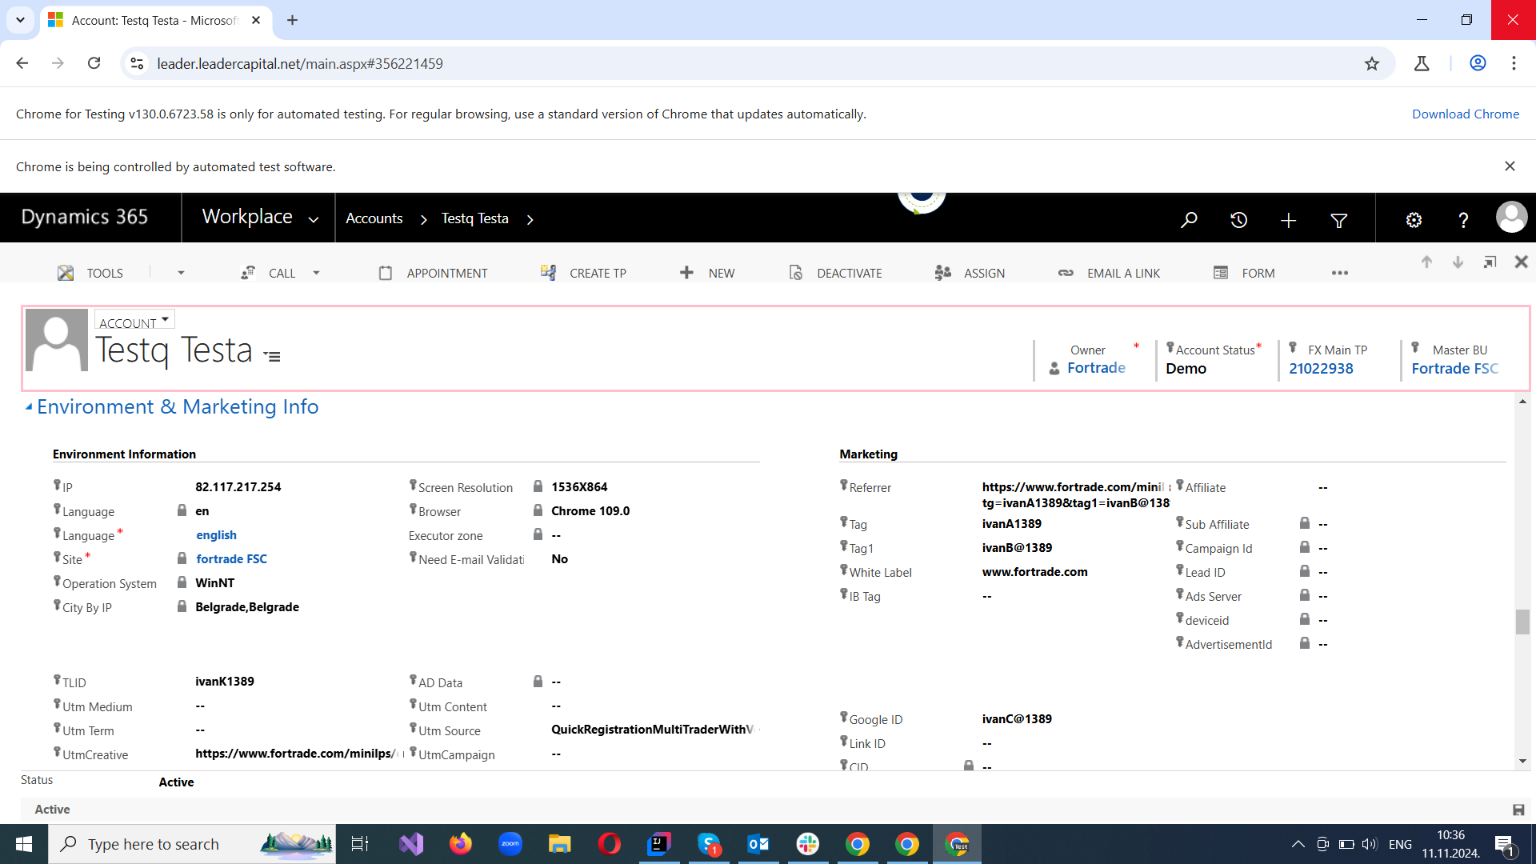 Account: Testq Testa - Microsof
leader.leadercapital.net/main.aspx#356221459
Chrome for Testing v130.0.6723.58 is only for automated testing. For regular browsing, use a standard version of Chrome that updates automatically.
Download Chrome
Chrome is being controlled by automated test software.
Dynamics 365
Workplace
Accounts
Testq Testa
TOOLS
CALL
APPOINTMENT
CREATE TP
NEW
DEACTIVATE
ASSIGN
EMAIL A LINK
FORM
ACCOUNT
Testq Testa
Owner *
Fortrade
Account Status *
Demo
FX Main TP
21022938
Master BU
Fortrade FSC
Environment & Marketing Info
Environment Information
IP 82.117.217.254
Language en
Language * english
Site * fortrade FSC
Operation System WinNT
City By IP Belgrade,Belgrade
Screen Resolution 1536X864
Browser Chrome 109.0
Executor zone --
Need E-mail Validati No
TLID ivanK1389
Utm Medium --
Utm Term --
UtmCreative https://www.fortrade.com/minilps/
AD Data --
Utm Content --
Utm Source QuickRegistrationMultiTraderWith
UtmCampaign --
Marketing
Referrer https://www.fortrade.com/minil
tg=ivanA1389&tag1=ivanB@138
Tag ivanA1389
Tag1 ivanB@1389
White Label www.fortrade.com
IB Tag --
Affiliate --
Sub Affiliate --
Campaign Id --
Lead ID --
Ads Server --
deviceid --
AdvertisementId --
Google ID ivanC@1389
Link ID --
CID --
Status Active
Active
Type here to search
zoom
IJ
1
Test
ENG
10:36
11.11.2024.
1